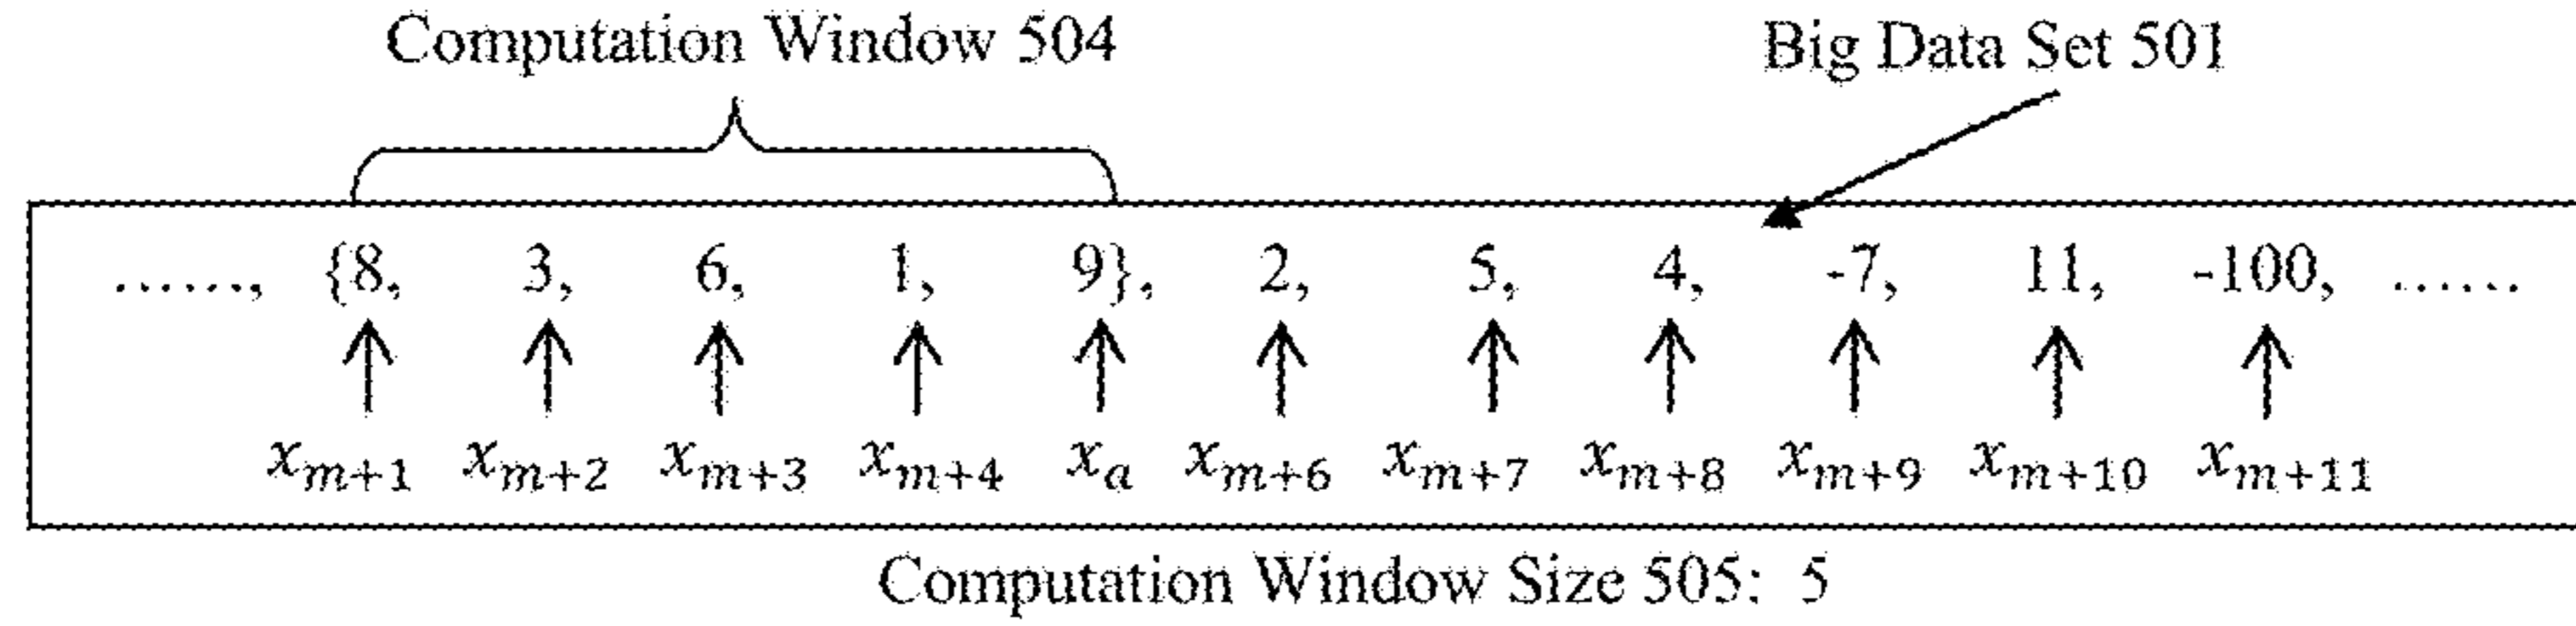 Computation Window 504 Big Data Set 501
......, {8, 3, 6, 1, 9}, 2, 5, 4, -7, 11, -100, ......
xₘ₊₁ xₘ₊₂ xₘ₊₃ xₘ₊₄ xₐ xₘ₊₆ xₘ₊₇ xₘ₊₈ xₘ₊₉ xₘ₊₁₀ xₘ₊₁₁
Computation Window Size 505: 5